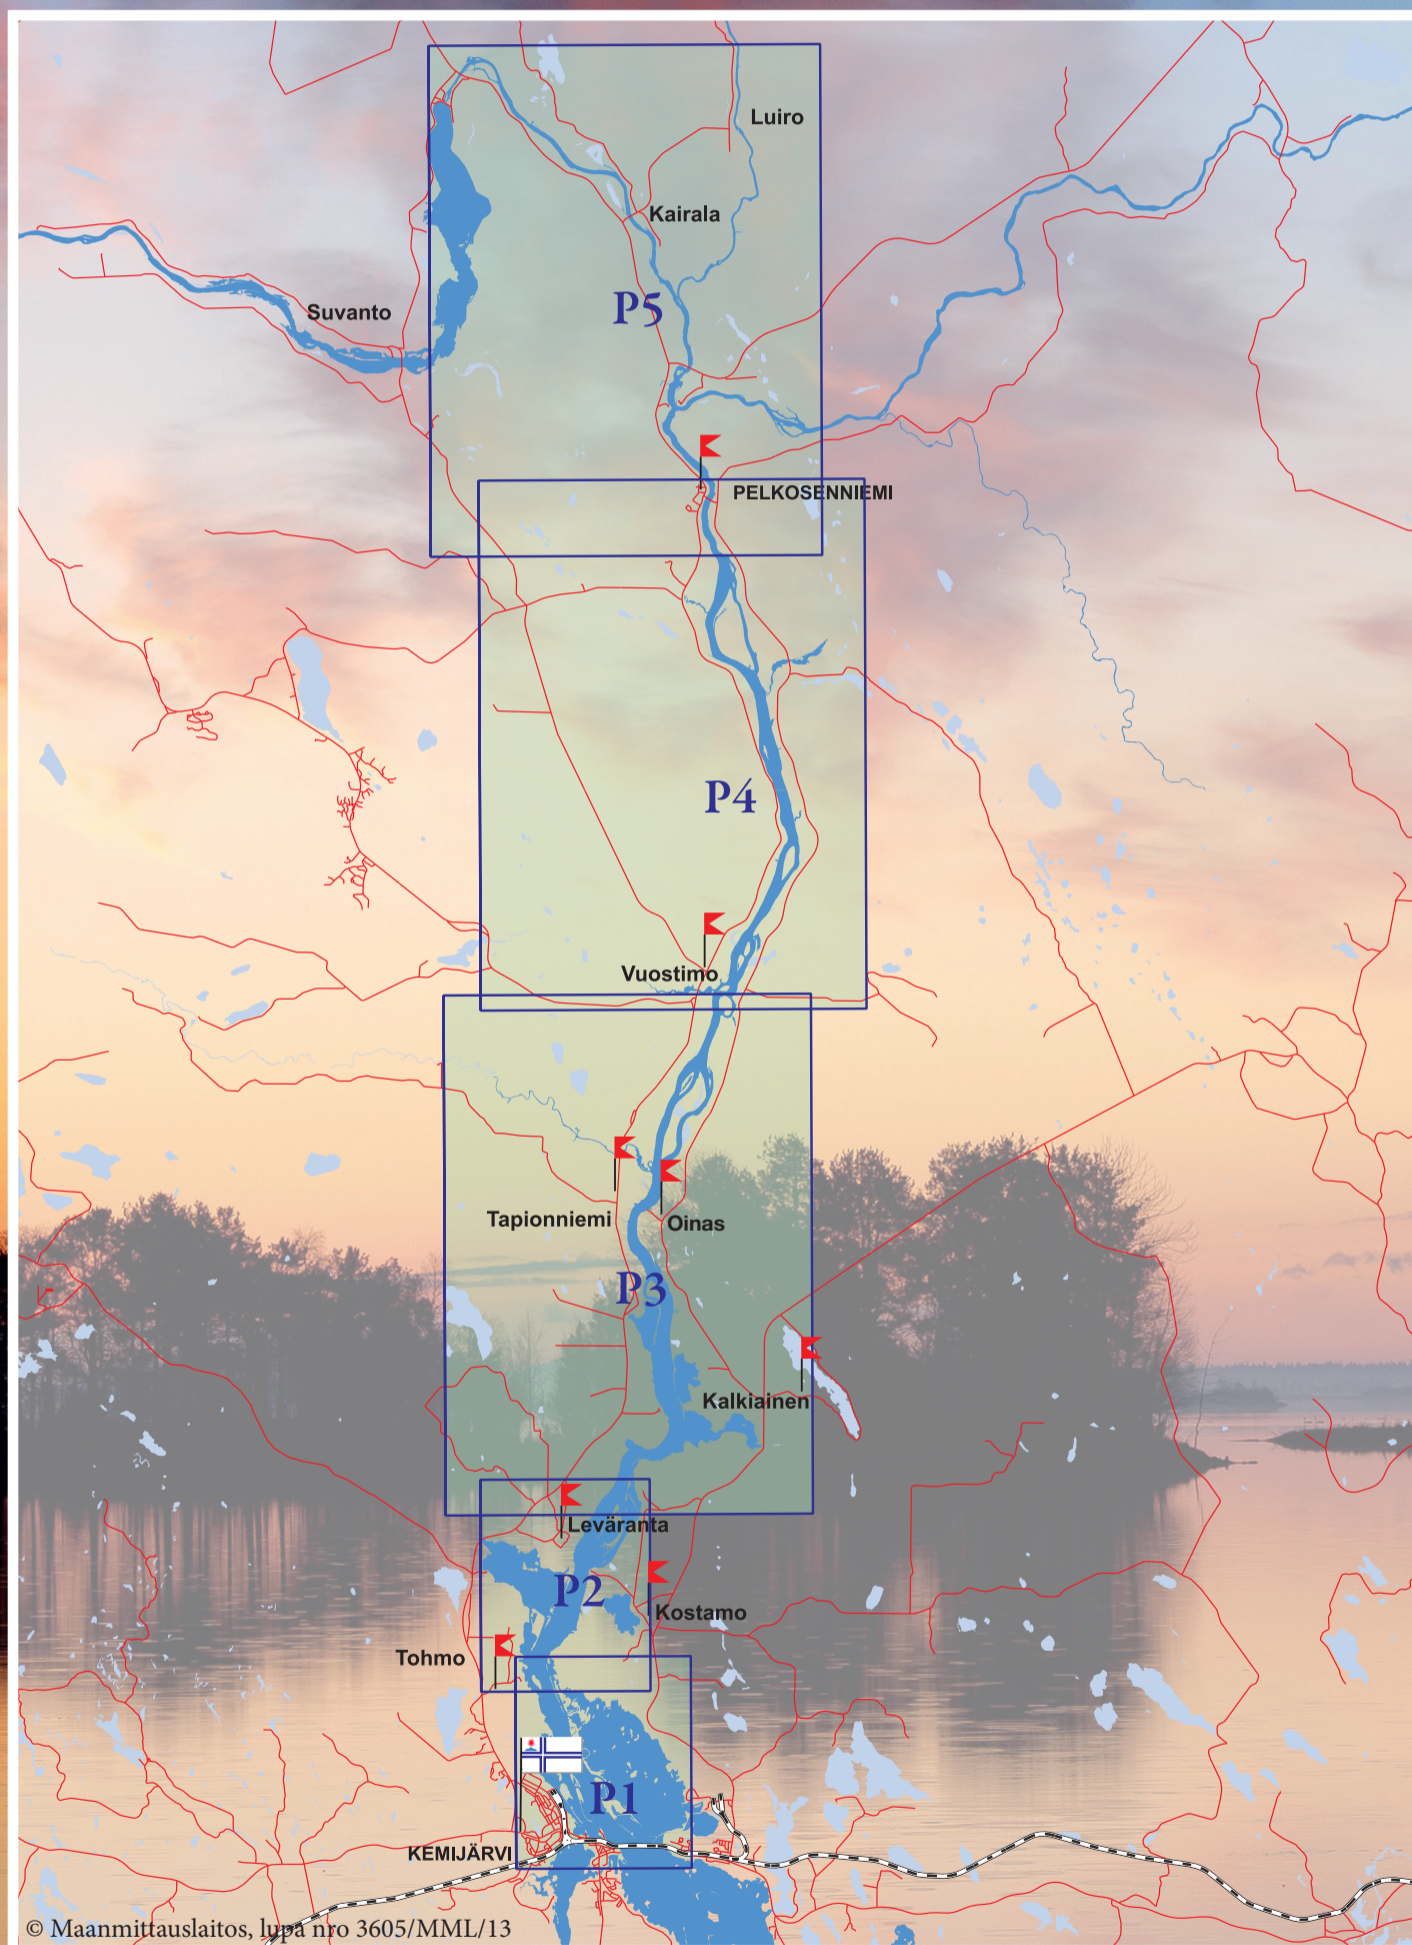 Luiro
Kairala
P5
Suvanto
PELKOSENNIEMI
P4
Vuostimo
Tapionniemi
Oinas
P3
Kalkiainen
Leväranta
P2
Kostamo
Tohmo
P1
KEMIJÄRVI
© Maanmittauslaitos, lupa nro 3605/MML/13